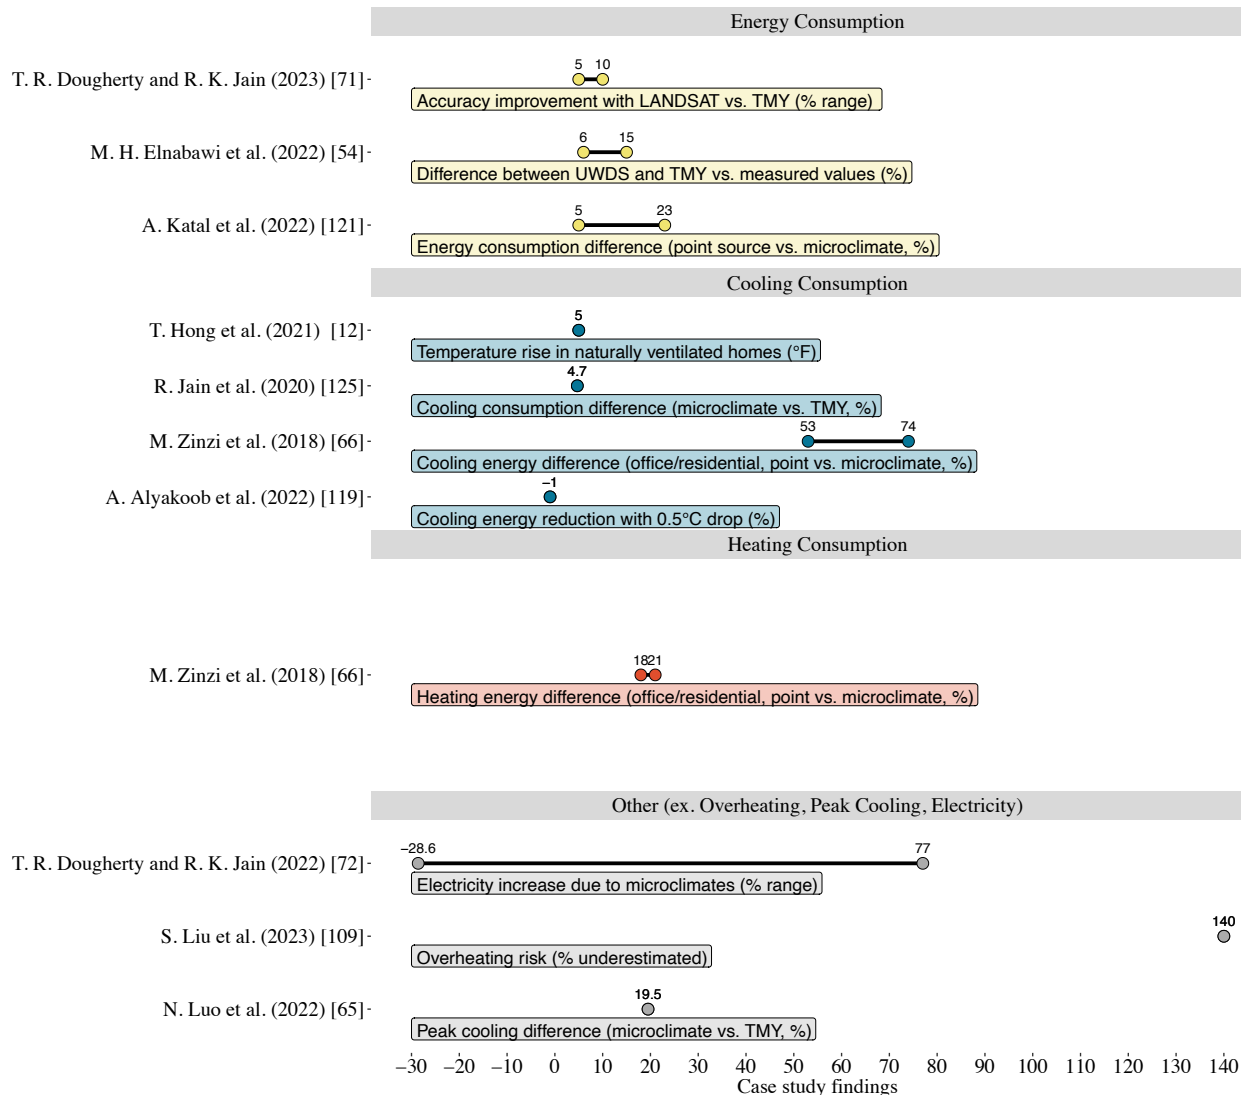 Energy Consumption
5 10
T. R. Dougherty and R. K. Jain (2023) [71]
Accuracy improvement with LANDSAT vs. TMY (% range)
6 15
M. H. Elnabawi et al. (2022) [54]
Difference between UWDS and TMY vs. measured values (%)
5 23
A. Katal et al. (2022) [121]
Energy consumption difference (point source vs. microclimate, %)
Cooling Consumption
5
T. Hong et al. (2021) [12]
Temperature rise in naturally ventilated homes (°F)
4.7
R. Jain et al. (2020) [125]
Cooling consumption difference (microclimate vs. TMY, %)
53 74
M. Zinzi et al. (2018) [66]
Cooling energy difference (office/residential, point vs. microclimate, %)
−1
A. Alyakoob et al. (2022) [119]
Cooling energy reduction with 0.5°C drop (%)
Heating Consumption
18 21
M. Zinzi et al. (2018) [66]
Heating energy difference (office/residential, point vs. microclimate, %)
Other (ex. Overheating, Peak Cooling, Electricity)
−28.6 77
T. R. Dougherty and R. K. Jain (2022) [72]
Electricity increase due to microclimates (% range)
140
S. Liu et al. (2023) [109]
Overheating risk (% underestimated)
19.5
N. Luo et al. (2022) [65]
Peak cooling difference (microclimate vs. TMY, %)
−30 −20 −10 0 10 20 30 40 50 60 70 80 90 100 110 120 130 140
Case study findings